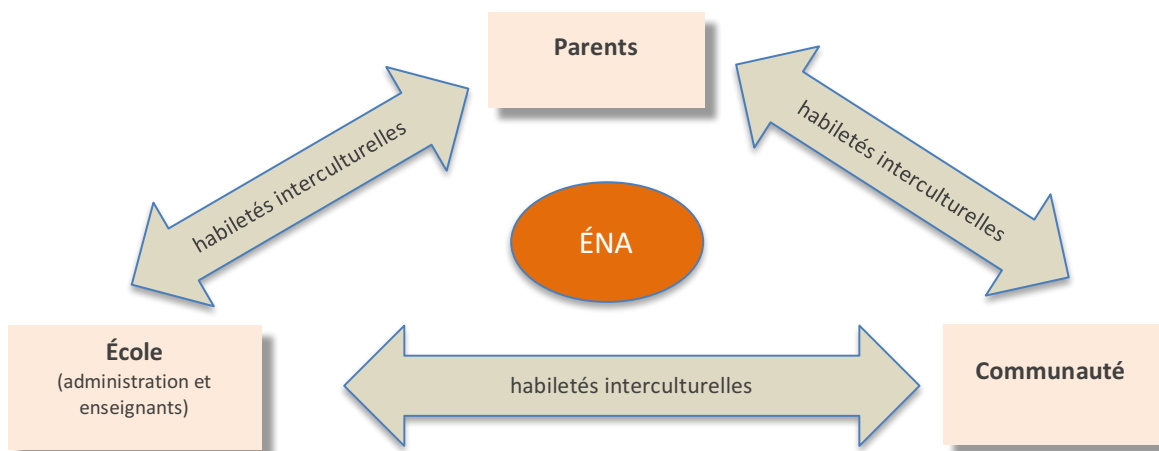 Parents
habiletés interculturelles
habiletés interculturelles
ÉNA
École
(administration et
enseignants)
habiletés interculturelles
Communauté